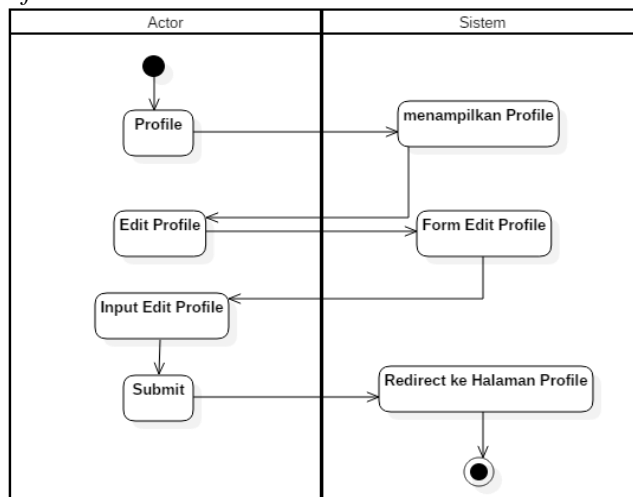 Actor
Sistem
Profile
menampilkan Profile
Edit Profile
Form Edit Profile
Input Edit Profile
Submit
Redirect ke Halaman Profile